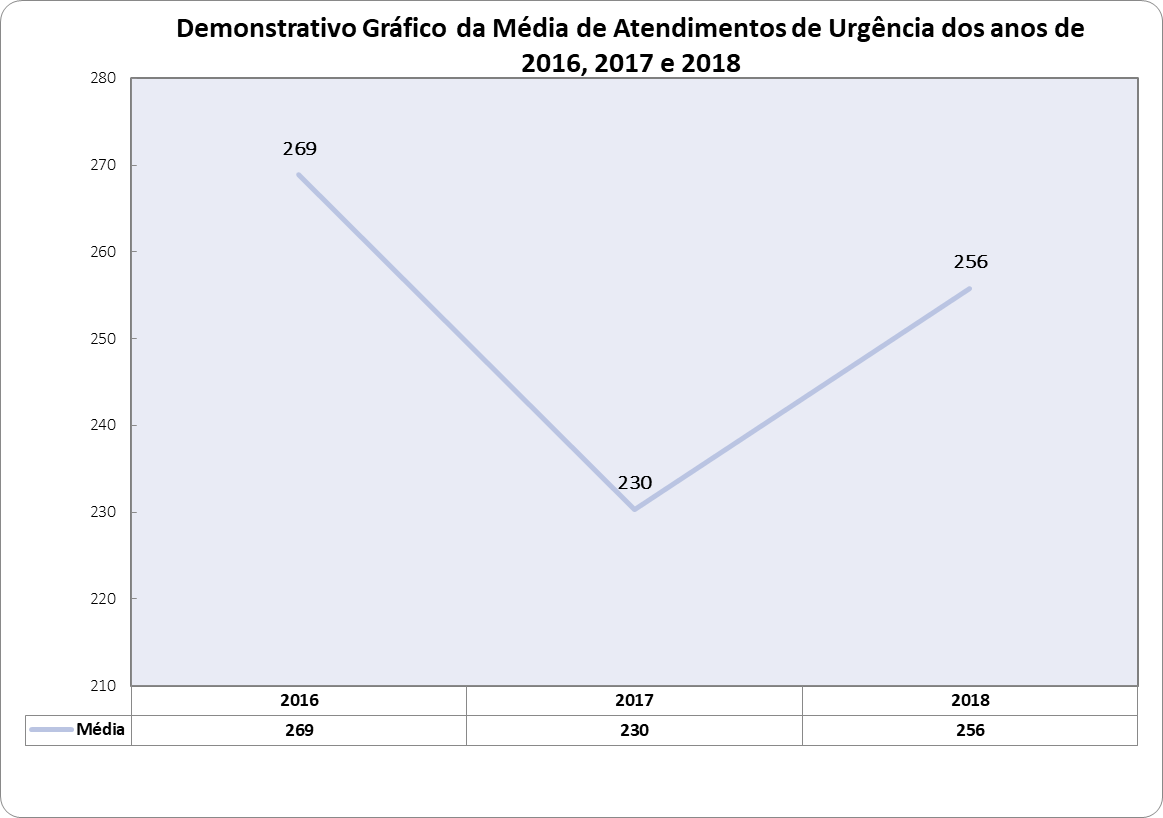 Demonstrativo Gráfico da Média de Atendimentos de Urgência dos anos de
2016, 2017 e 2018
280
270
260
250
240
230
220
210
269
230
256
2016 2017 2018
Média 269 230 256